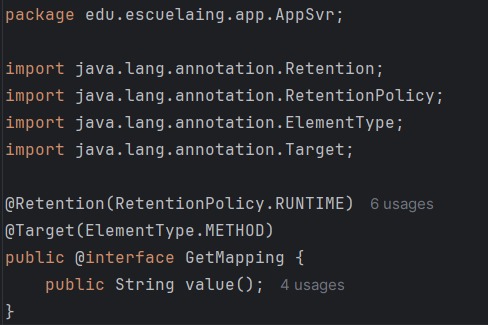 package edu.escuelaing.app.AppSvr;
import java.lang.annotation.Retention;
import java.lang.annotation.RetentionPolicy;
import java.lang.annotation.ElementType;
import java.lang.annotation.Target;
@Retention(RetentionPolicy.RUNTIME) 6 usages
@Target(ElementType.METHOD)
public @interface GetMapping {
    public String value(); 4 usages
}